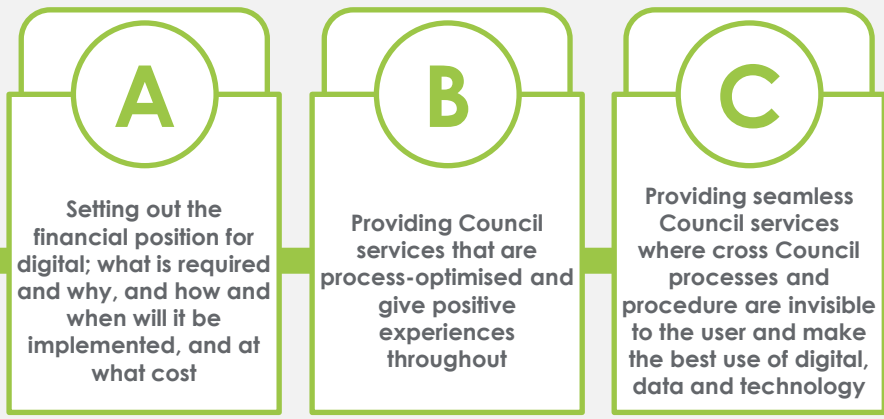 A
Setting out the
financial position for
digital; what is required
and why, and how and
when will it be
implemented, and at
what cost
B
Providing Council
services that are
process-optimised and
give positive
experiences
throughout
C
Providing seamless
Council services
where cross Council
processes and
procedure are invisible
to the user and make
the best use of digital,
data and technology